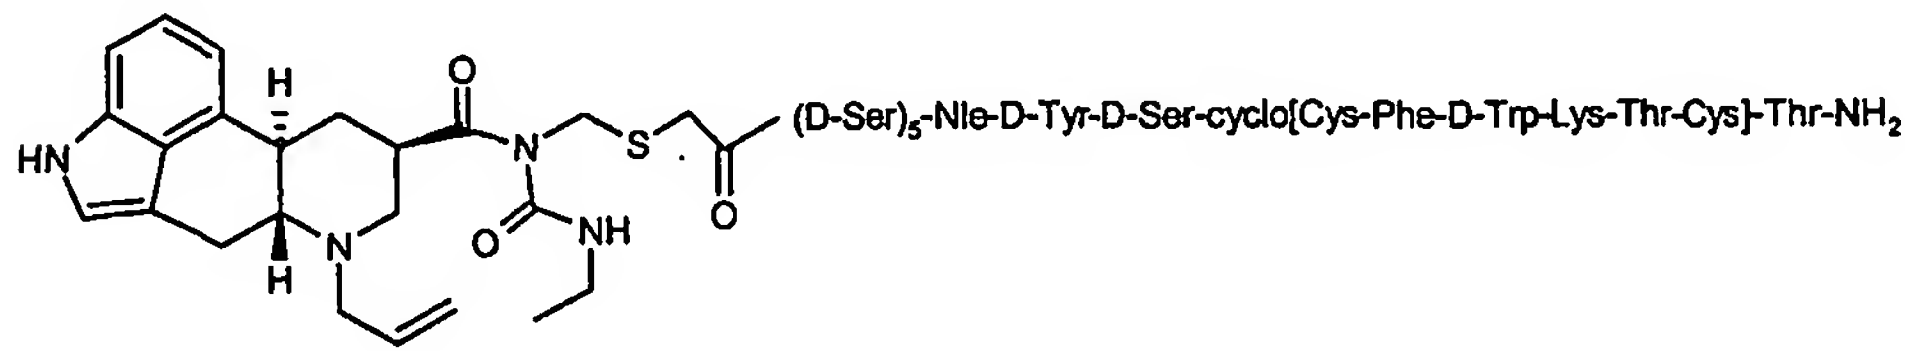 H
O
(D-Ser)₅-Nle-D-Tyr-D-Ser-cyclo{Cys-Phe-D-Trp-Lys-Thr-Cys}-Thr-NH₂
HN
N
S
O
O
NH
N
H